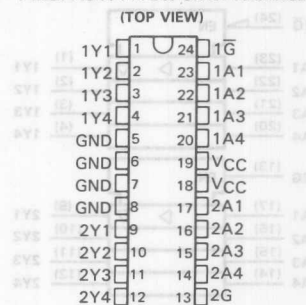 (TOP VIEW)
1Y1 1 24 1G̅
1Y2 2 23 1A1
1Y3 3 22 1A2
1Y4 4 21 1A3
GND 5 20 1A4
GND 6 19 VCC
GND 7 18 VCC
GND 8 17 2A1
2Y1 9 16 2A2
2Y2 10 15 2A3
2Y3 11 14 2A4
2Y4 12 13 2G